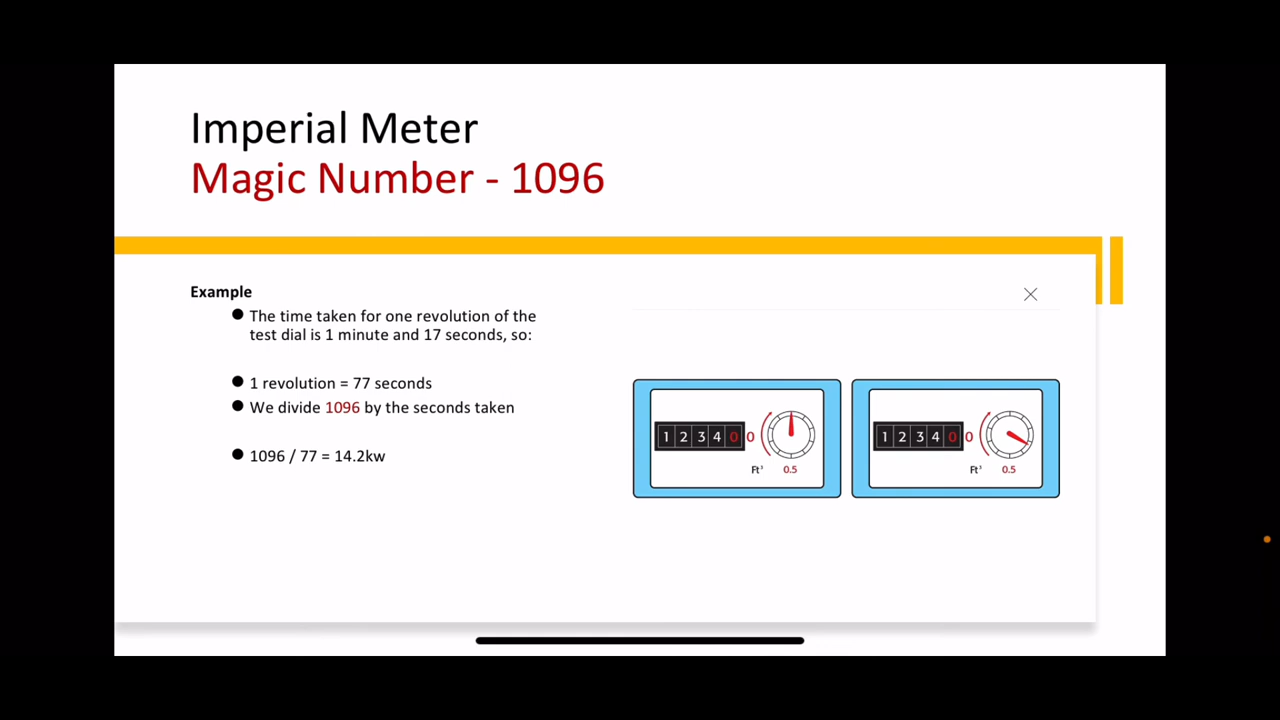 Imperial Meter
Magic Number - 1096
Example
● The time taken for one revolution of the
test dial is 1 minute and 17 seconds, so:
● 1 revolution = 77 seconds
● We divide 1096 by the seconds taken
● 1096 / 77 = 14.2kw
1 2 3 4 0 0
Ft³ 0.5
1 2 3 4 0 0
Ft³ 0.5